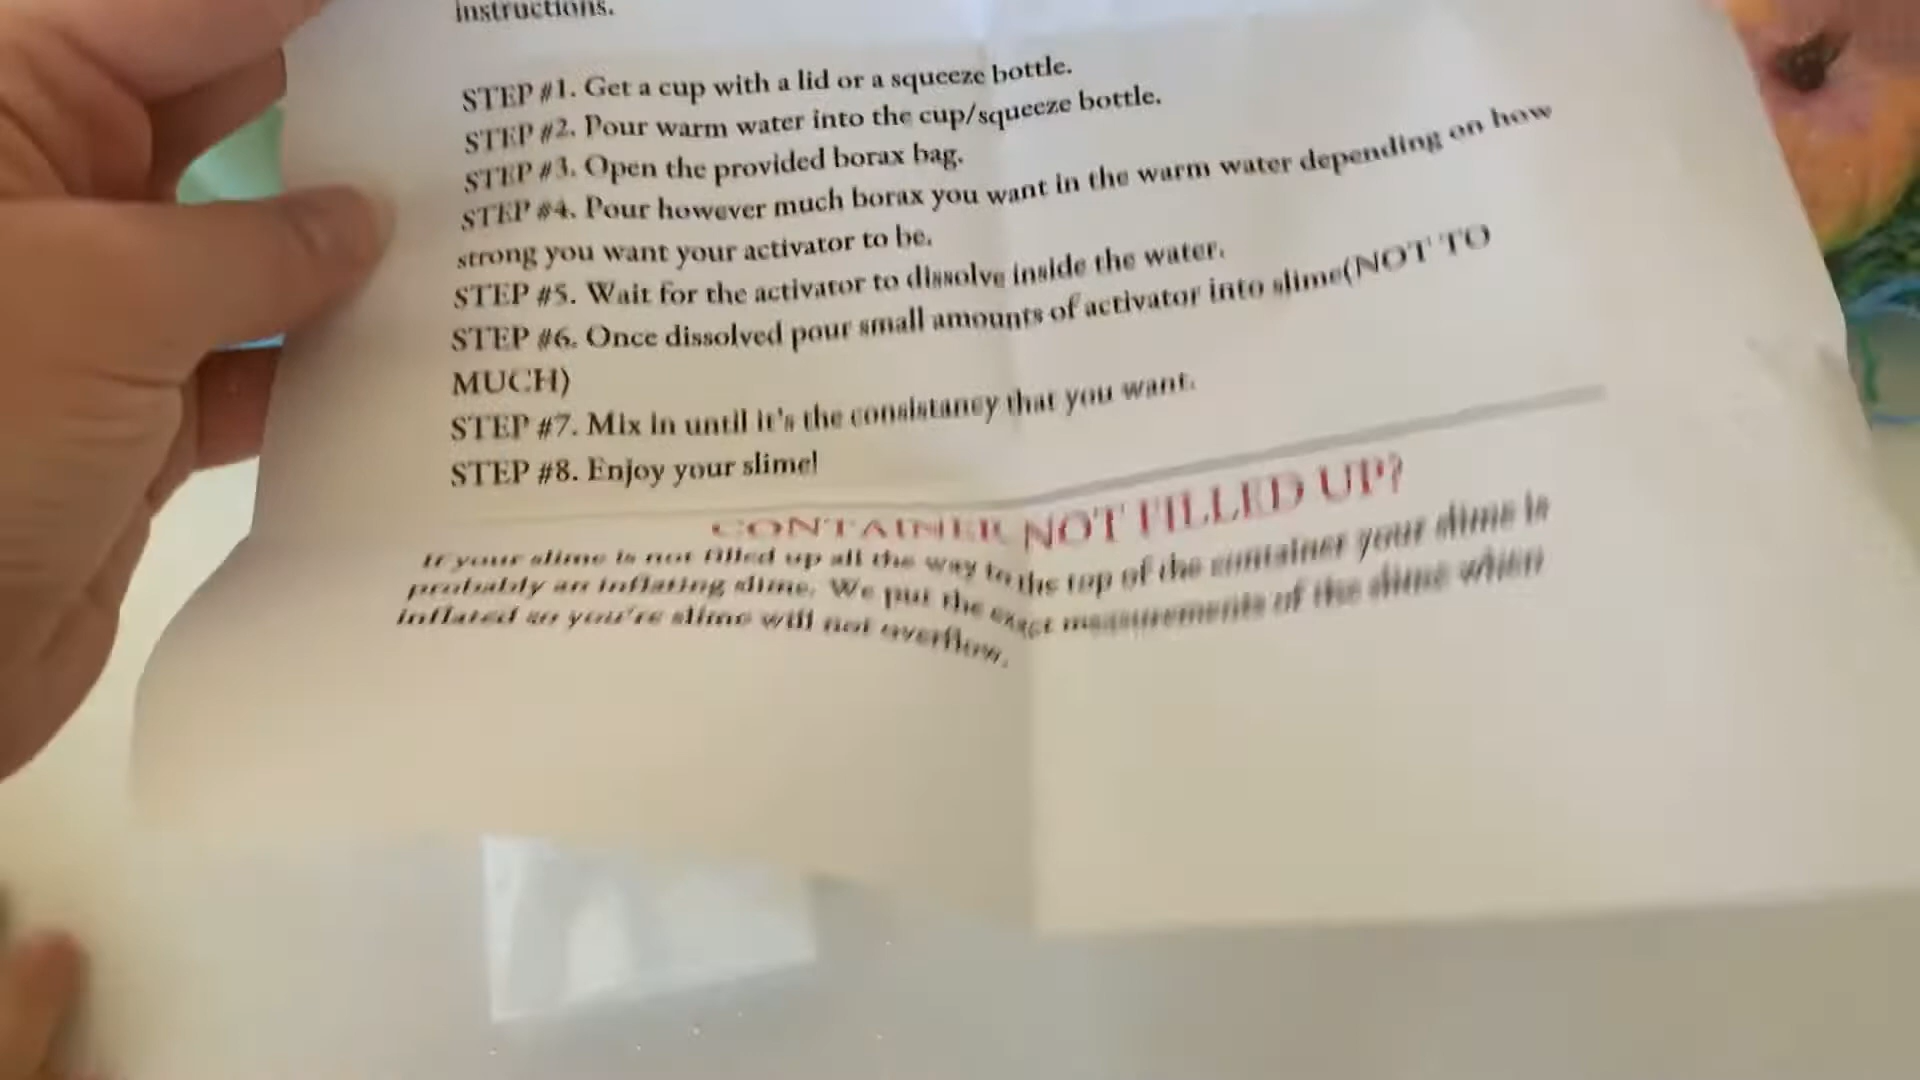 instructions.
STEP #1. Get a cup with a lid or a squeeze bottle.
STEP #2. Pour warm water into the cup/squeeze bottle.
STEP #3. Open the provided borax bag.
STEP #4. Pour however much borax you want in the warm water depending on how
strong you want your activator to be.
STEP #5. Wait for the activator to dissolve inside the water.
STEP #6. Once dissolved pour small amounts of activator into slime(NOT TO
MUCH)
STEP #7. Mix in until it's the consistancy that you want.
STEP #8. Enjoy your slime!
CONTAINER NOT FILLED UP?
If your slime is not filled up all the way to the top of the container your slime is
probably an inflating slime. We put the exact measurements of the slime when
inflated so you're slime will not overflow.